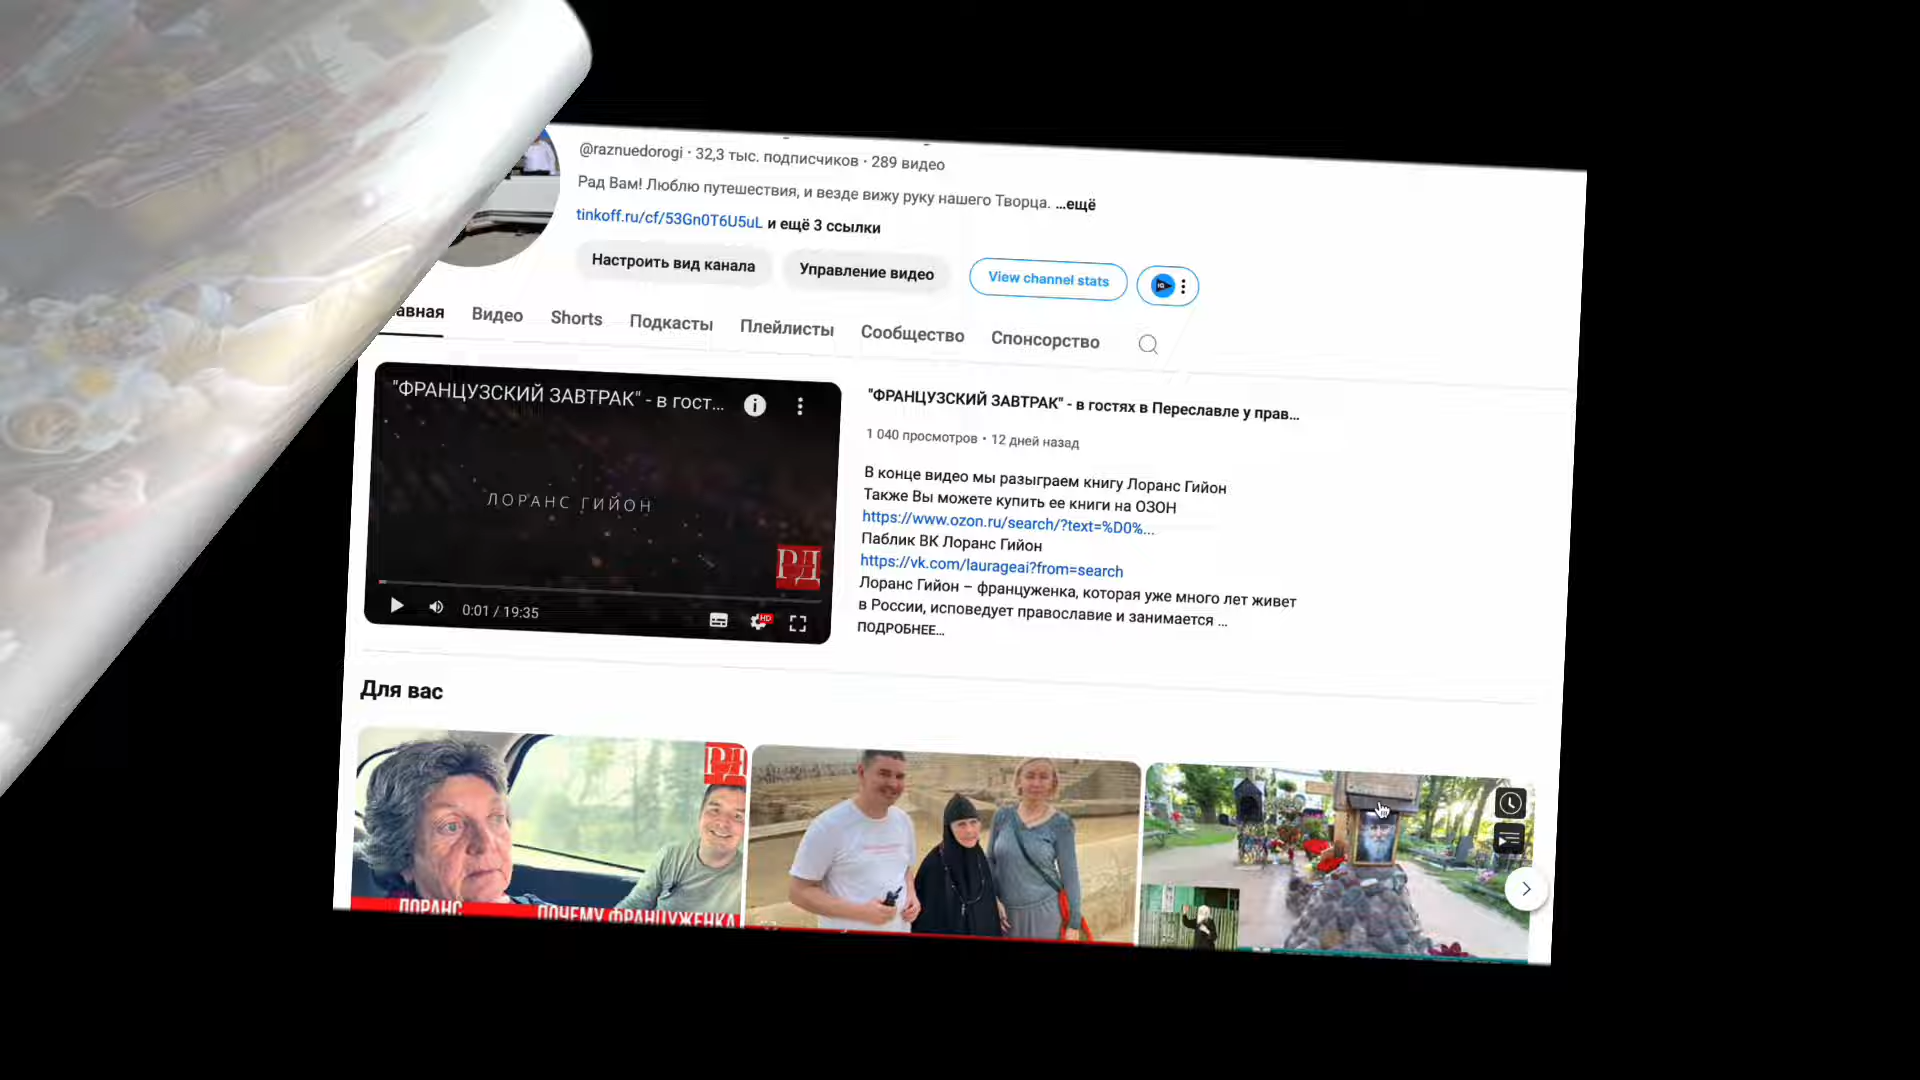 @raznuedorogi · 32,3 тыс. подписчиков · 289 видео
Рад Вам! Люблю путешествия, и везде вижу руку нашего Творца. ...ещё
tinkoff.ru/cf/53Gn0T6U5uL и ещё 3 ссылки
Настроить вид канала
Управление видео
View channel stats
авная
Видео
Shorts
Подкасты
Плейлисты
Сообщество
Спонсорство
"ФРАНЦУЗСКИЙ ЗАВТРАК" - в гост...
ЛОРАНС ГИЙОН
РД
0:01 / 19:35
HD
"ФРАНЦУЗСКИЙ ЗАВТРАК" - в гостях в Переславле у прав...
1 040 просмотров · 12 дней назад
В конце видео мы разыграем книгу Лоранс Гийон
Также Вы можете купить ее книги на ОЗОН
https://www.ozon.ru/search/?text=%D0%...
Паблик ВК Лоранс Гийон
https://vk.com/laurageai?from=search
Лоранс Гийон – француженка, которая уже много лет живет
в России, исповедует православие и занимается ...
ПОДРОБНЕЕ...
Для вас
РД
ЛОРАНС
ПОЧЕМУ ФРАНЦУЖЕНКА